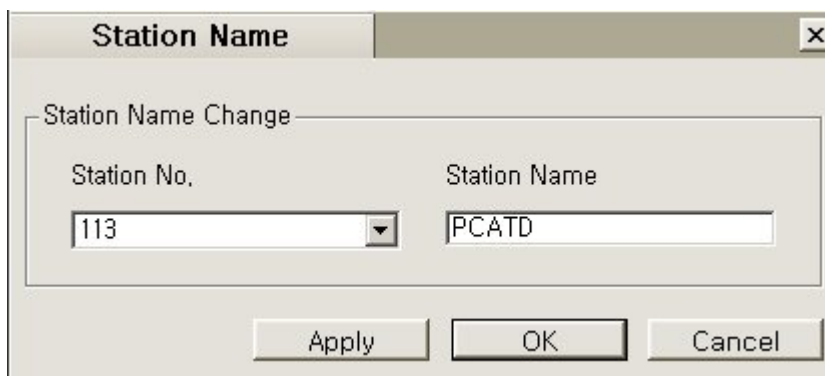 Station Name
Station Name Change
Station No, Station Name
113 PCATD
Apply OK Cancel